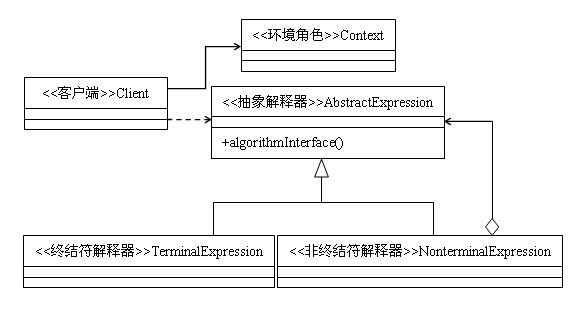 <<环境角色>>Context
<<客户端>>Client
<<抽象解释器>>AbstractExpression
+algorithmInterface()
<<终结符解释器>>TerminalExpression
<<非终结符解释器>>NonterminalExpression